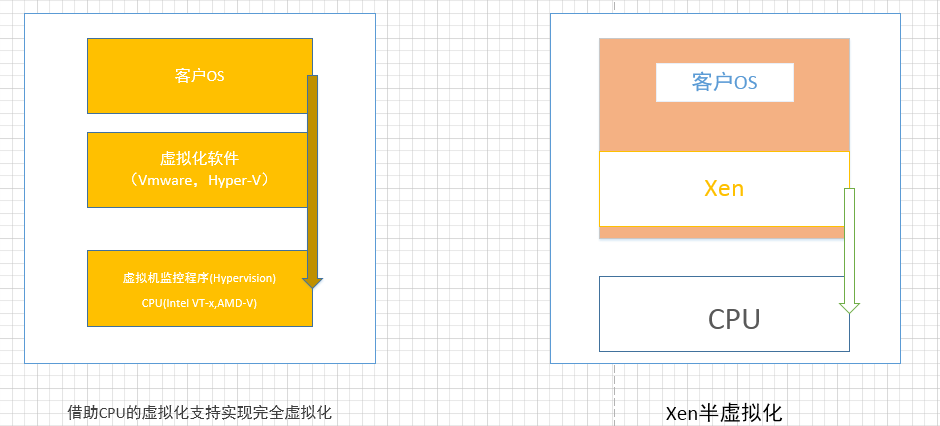 客户OS
虚拟化软件
（Vmware，Hyper-V）
虚拟机监控程序(Hypervision)
CPU(Intel VT-x,AMD-V)
借助CPU的虚拟化支持实现完全虚拟化
客户OS
Xen
CPU
Xen半虚拟化